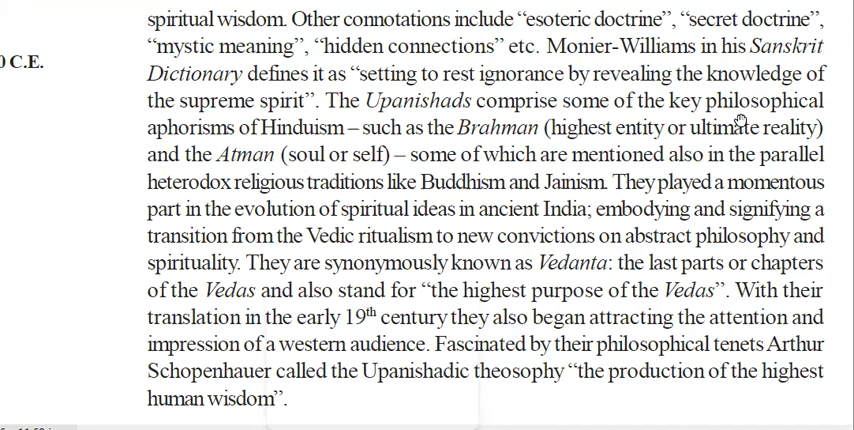 spiritual wisdom. Other connotations include “esoteric doctrine”, “secret doctrine”,
“mystic meaning”, “hidden connections” etc. Monier-Williams in his Sanskrit
0 C.E.
Dictionary defines it as “setting to rest ignorance by revealing the knowledge of
the supreme spirit”. The Upanishads comprise some of the key philosophical
aphorisms of Hinduism – such as the Brahman (highest entity or ultimate reality)
and the Atman (soul or self) – some of which are mentioned also in the parallel
heterodox religious traditions like Buddhism and Jainism. They played a momentous
part in the evolution of spiritual ideas in ancient India; embodying and signifying a
transition from the Vedic ritualism to new convictions on abstract philosophy and
spirituality. They are synonymously known as Vedanta: the last parts or chapters
of the Vedas and also stand for “the highest purpose of the Vedas”. With their
translation in the early 19th century they also began attracting the attention and
impression of a western audience. Fascinated by their philosophical tenets Arthur
Schopenhauer called the Upanishadic theosophy “the production of the highest
human wisdom”.